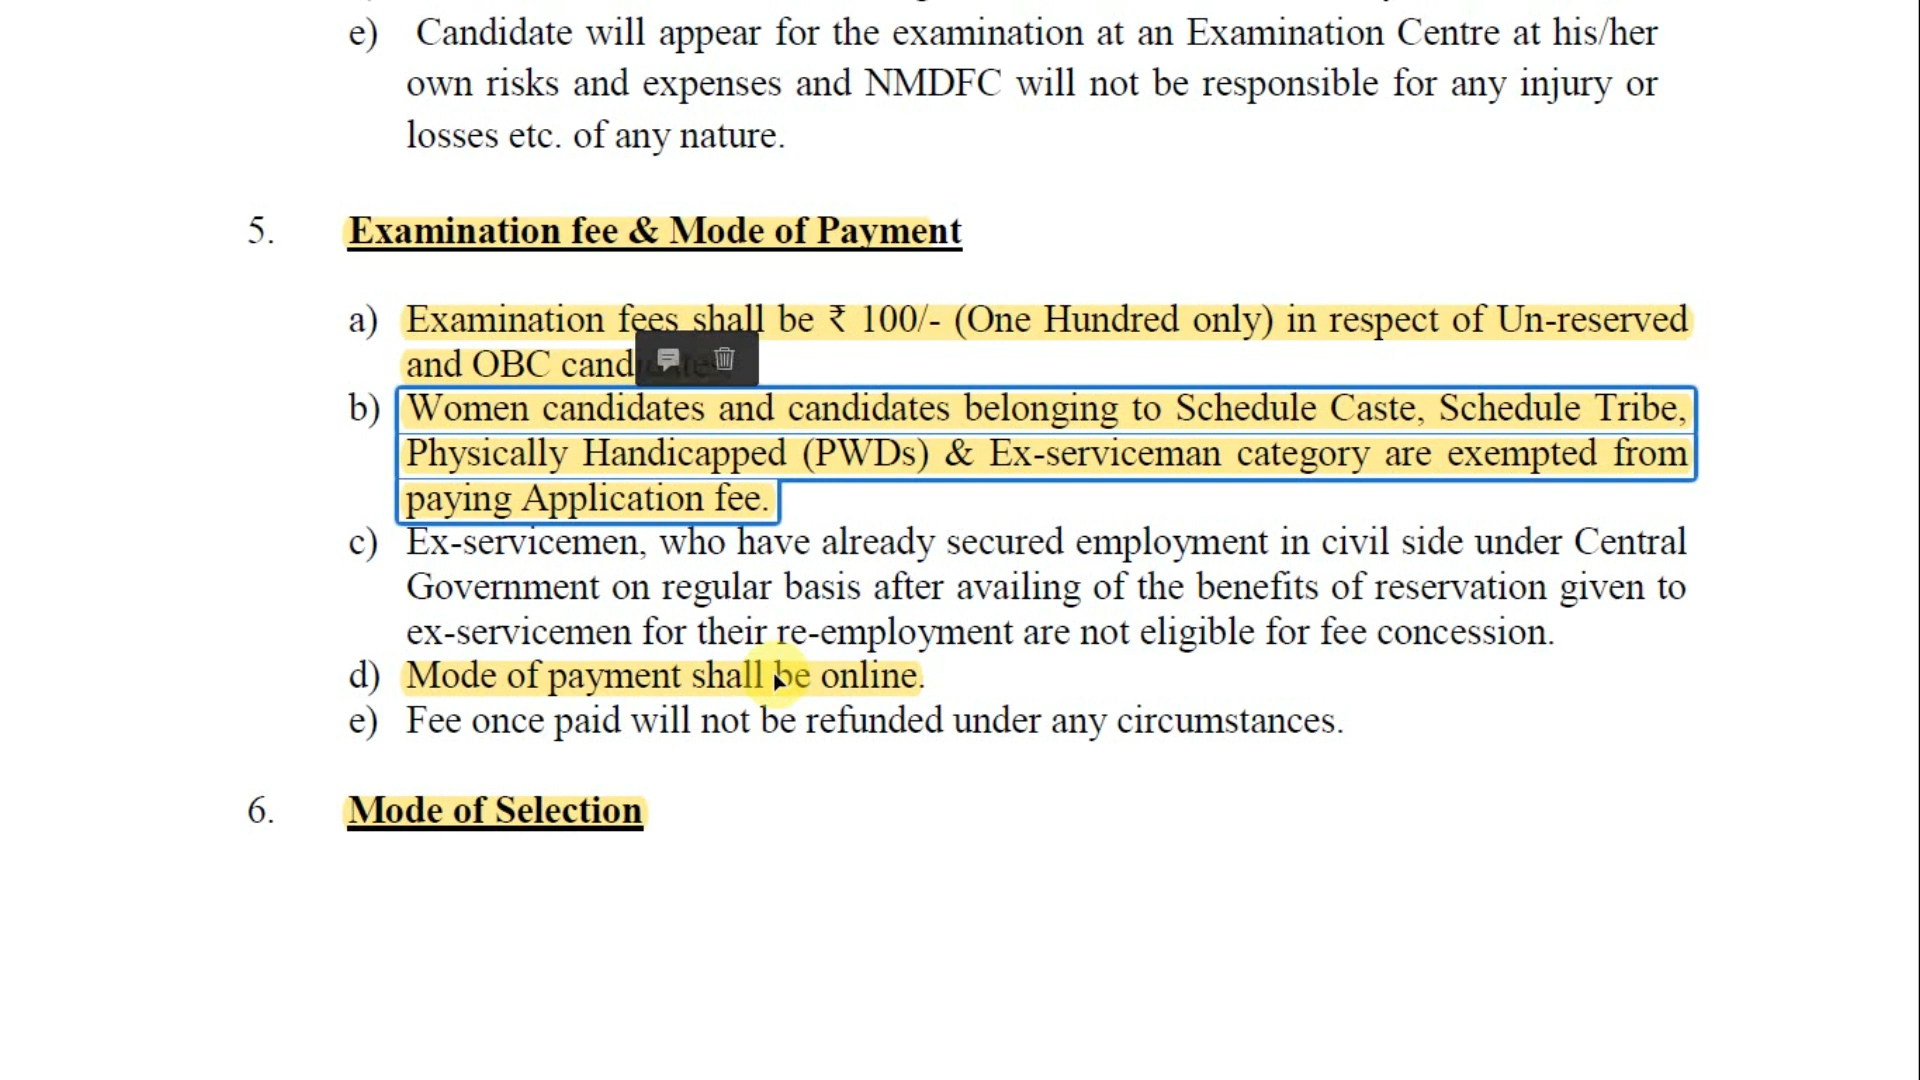 e) Candidate will appear for the examination at an Examination Centre at his/her
own risks and expenses and NMDFC will not be responsible for any injury or
losses etc. of any nature.
5. Examination fee & Mode of Payment
a) Examination fees shall be ₹ 100/- (One Hundred only) in respect of Un-reserved
and OBC
b) Women candidates and candidates belonging to Schedule Caste, Schedule Tribe,
Physically Handicapped (PWDs) & Ex-serviceman category are exempted from
paying Application fee.
c) Ex-servicemen, who have already secured employment in civil side under Central
Government on regular basis after availing of the benefits of reservation given to
ex-servicemen for their re-employment are not eligible for fee concession.
d) Mode of payment shall be online.
e) Fee once paid will not be refunded under any circumstances.
6. Mode of Selection